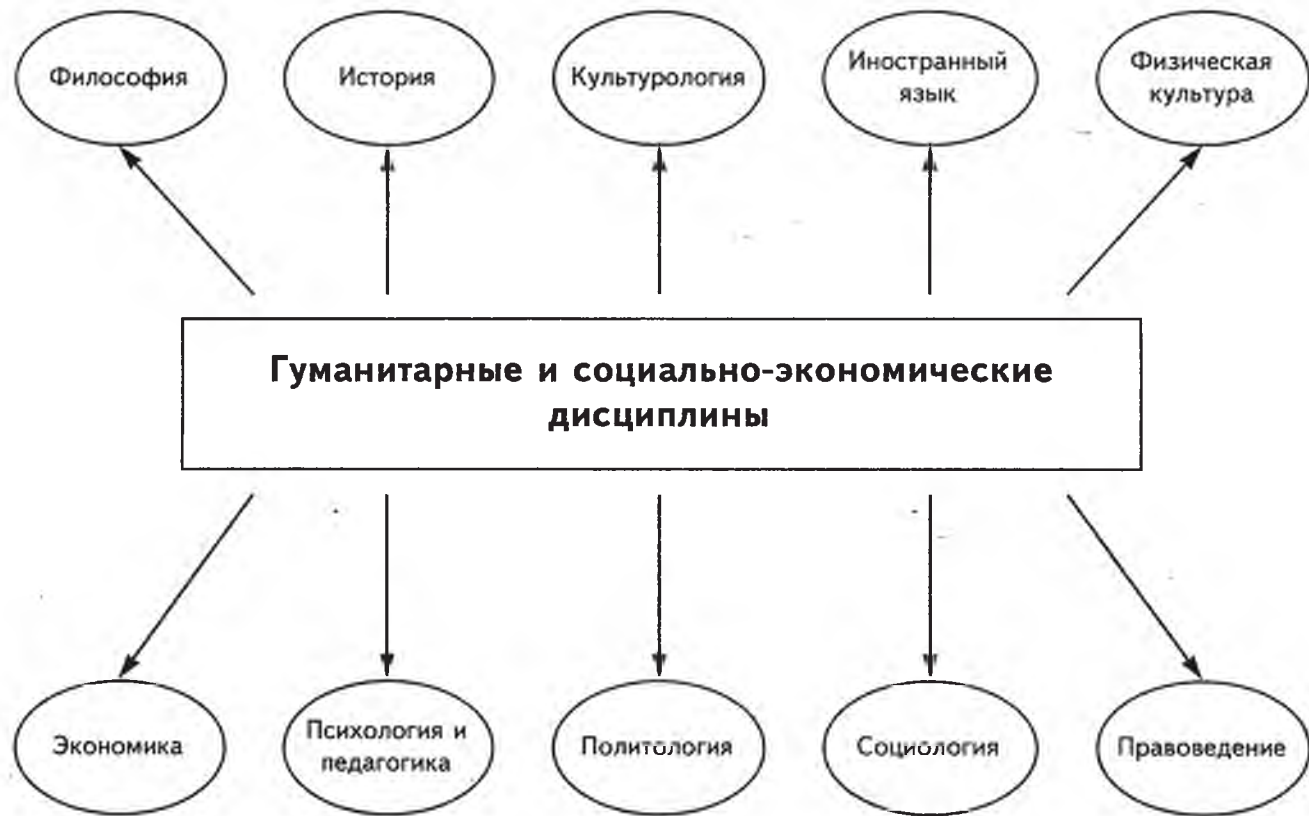 Философия
История
Культурология
Иностранный
язык
Физическая
культура
Гуманитарные и социально-экономические
дисциплины
Экономика
Психология и
педагогика
Политология
Социология
Правоведение